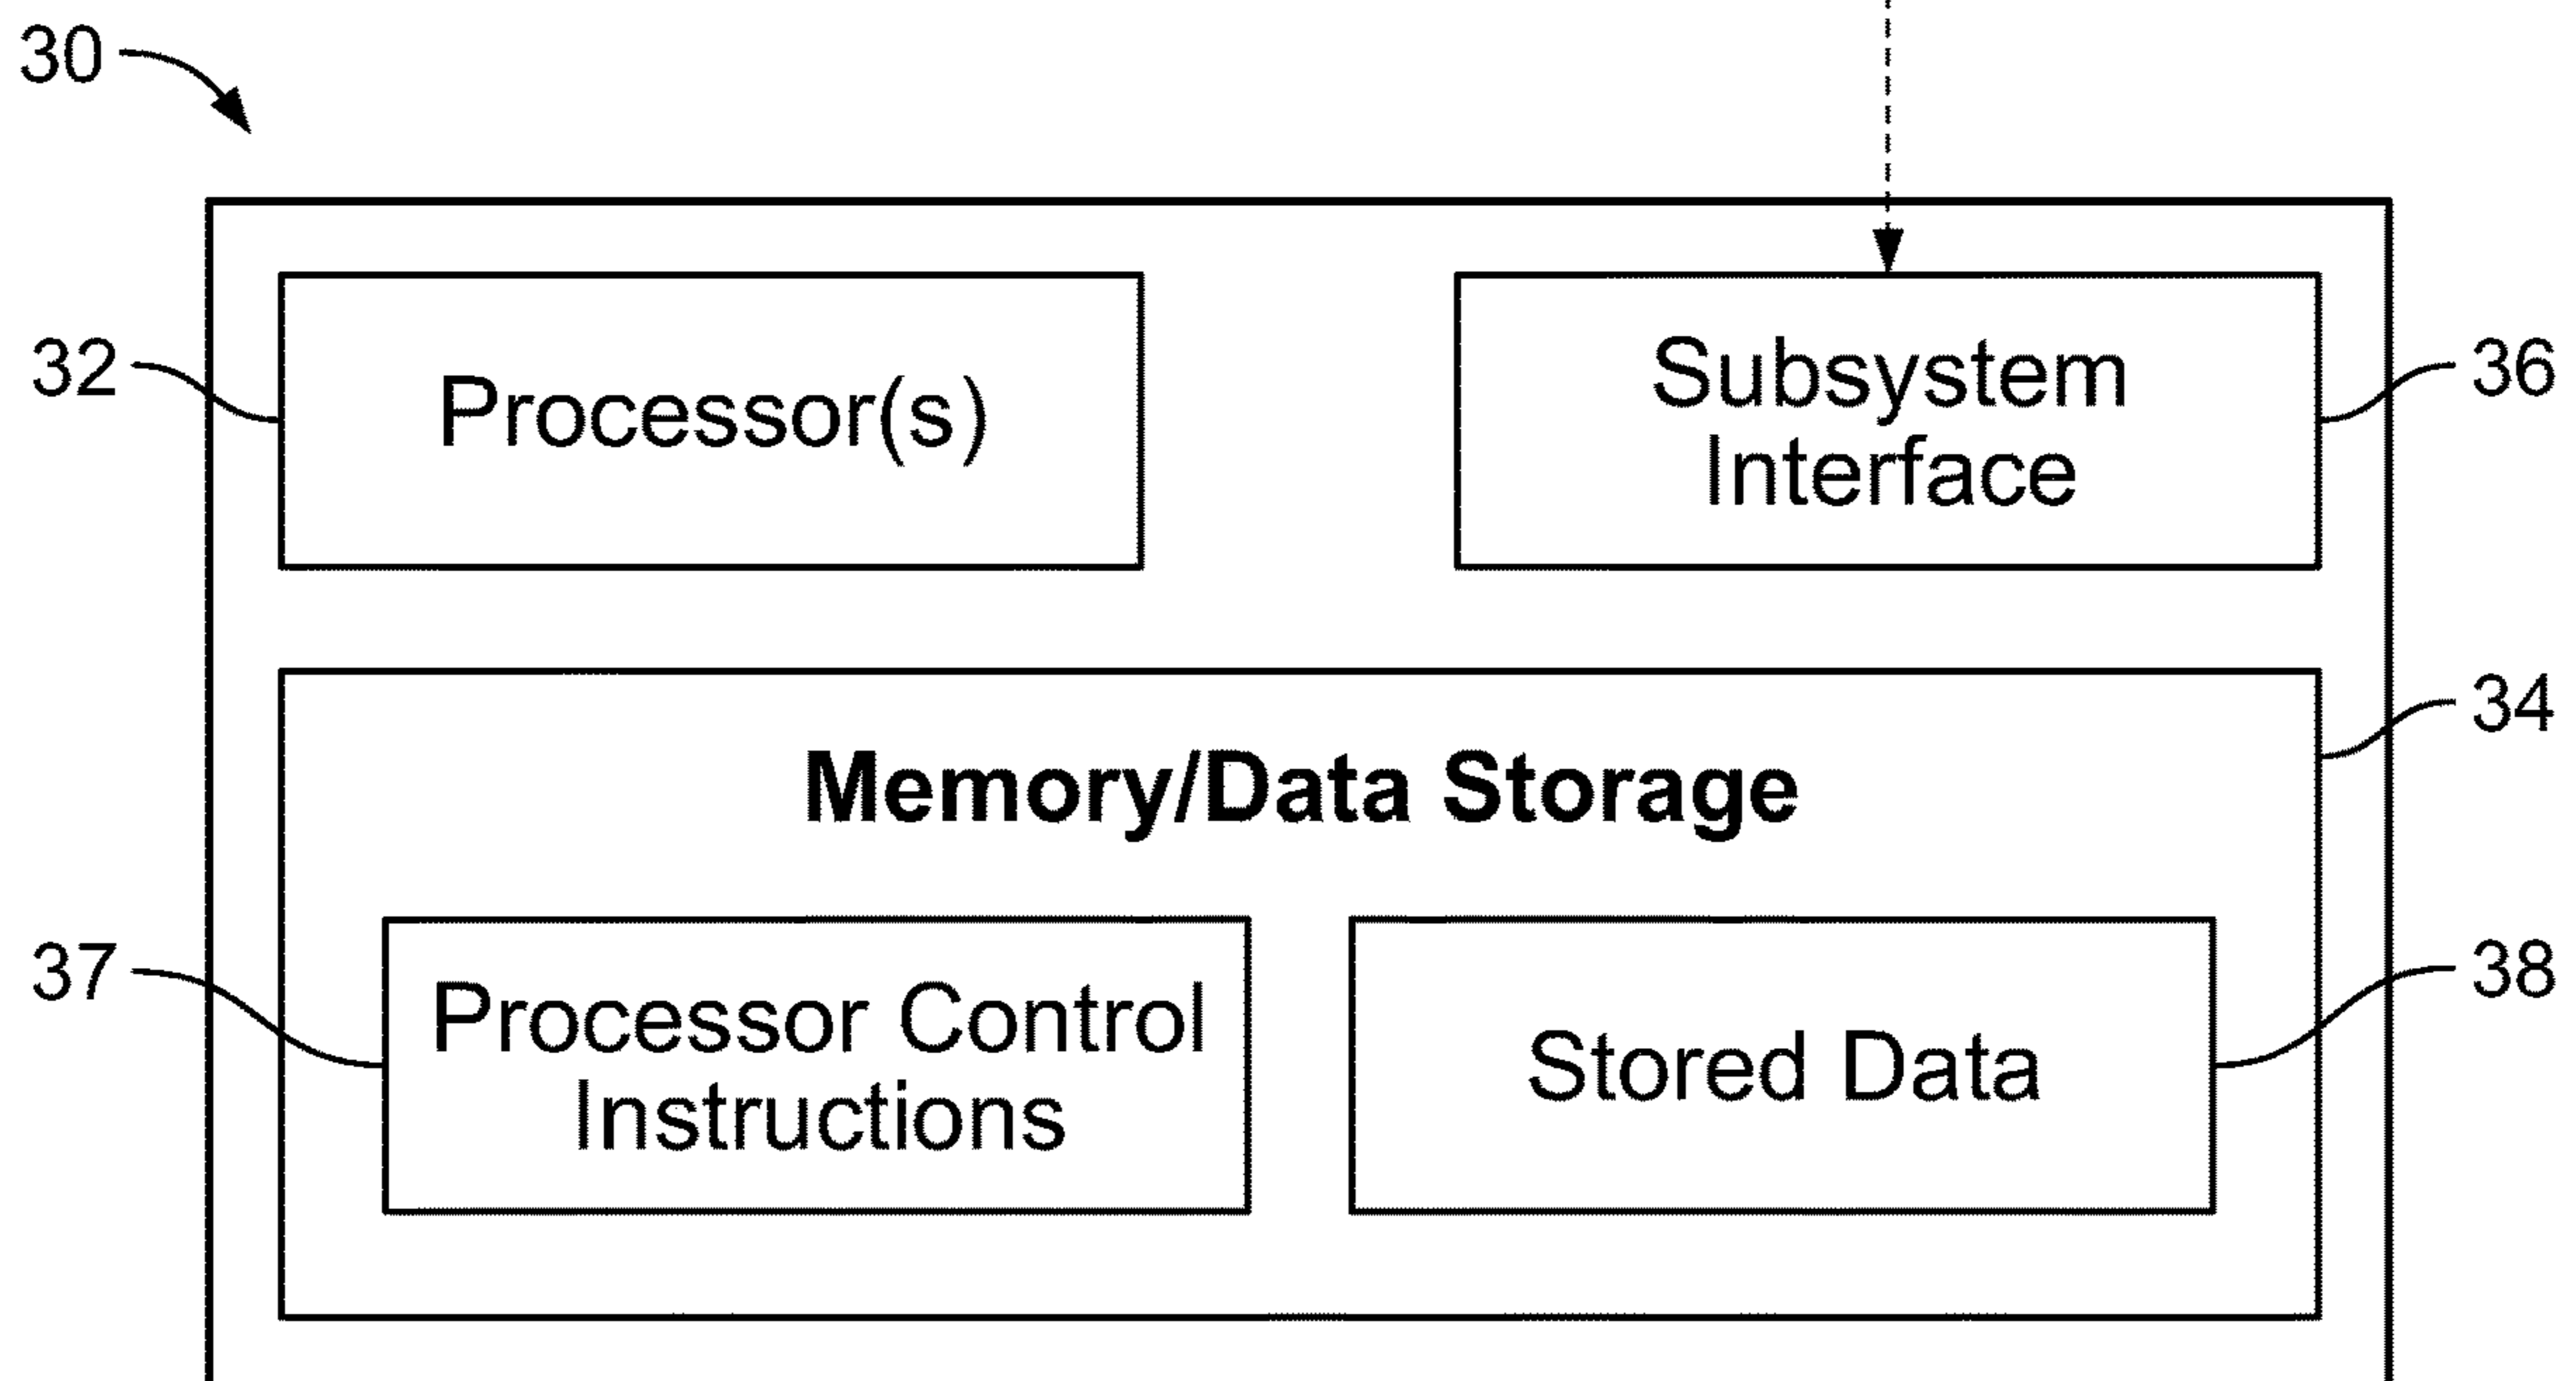 30
32
Processor(s)
Subsystem
Interface
36
34
Memory/Data Storage
37
Processor Control
Instructions
Stored Data
38